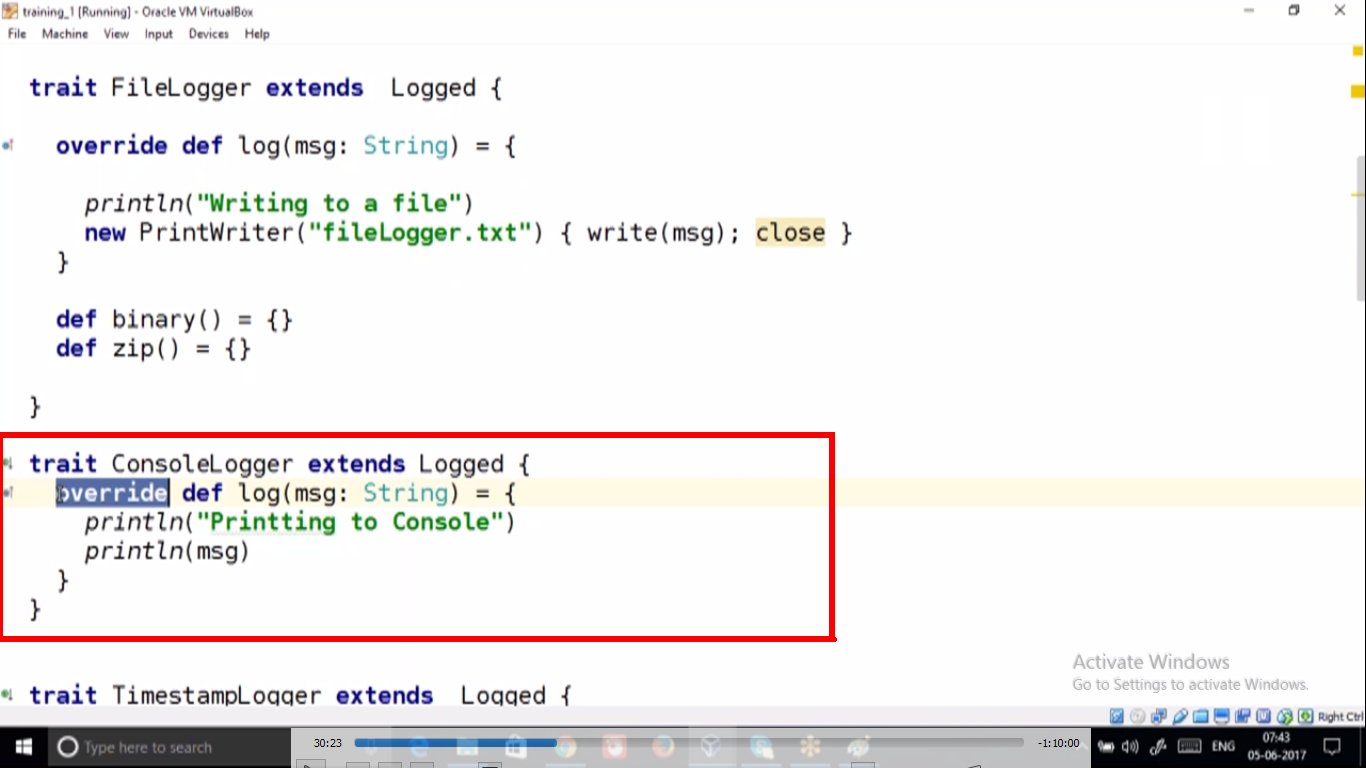 training_1 [Running] - Oracle VM VirtualBox
File Machine View Input Devices Help
trait FileLogger extends  Logged {
override def log(msg: String) = {
println("Writing to a file")
new PrintWriter("fileLogger.txt") { write(msg); close }
}
def binary() = {}
def zip() = {}
}
trait ConsoleLogger extends Logged {
override def log(msg: String) = {
println("Printting to Console")
println(msg)
}
}
trait TimestampLogger extends  Logged {
Activate Windows
Go to Settings to activate Windows.
Right Ctrl
Type here to search
30:23
-1:10:00
ENG
07:43
05-06-2017